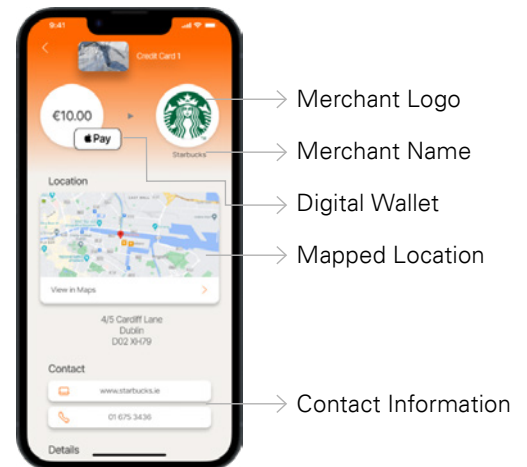 9:41
Credit Card 1
€10.00
Pay
Starbucks
Location
View in Maps
4/5 Cardiff Lane
Dublin
D02 XH79
Contact
www.starbucks.ie
01 675 3436
Details
Merchant Logo
Merchant Name
Digital Wallet
Mapped Location
Contact Information